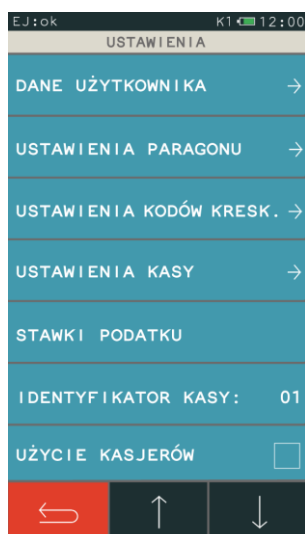 EJ:ok K1 12:00
USTAWIENIA
DANE UŻYTKOWNIKA
USTAWIENIA PARAGONU
USTAWIENIA KODÓW KRESK.
USTAWIENIA KASY
STAWKI PODATKU
IDENTYFIKATOR KASY: 01
UŻYCIE KASJERÓW